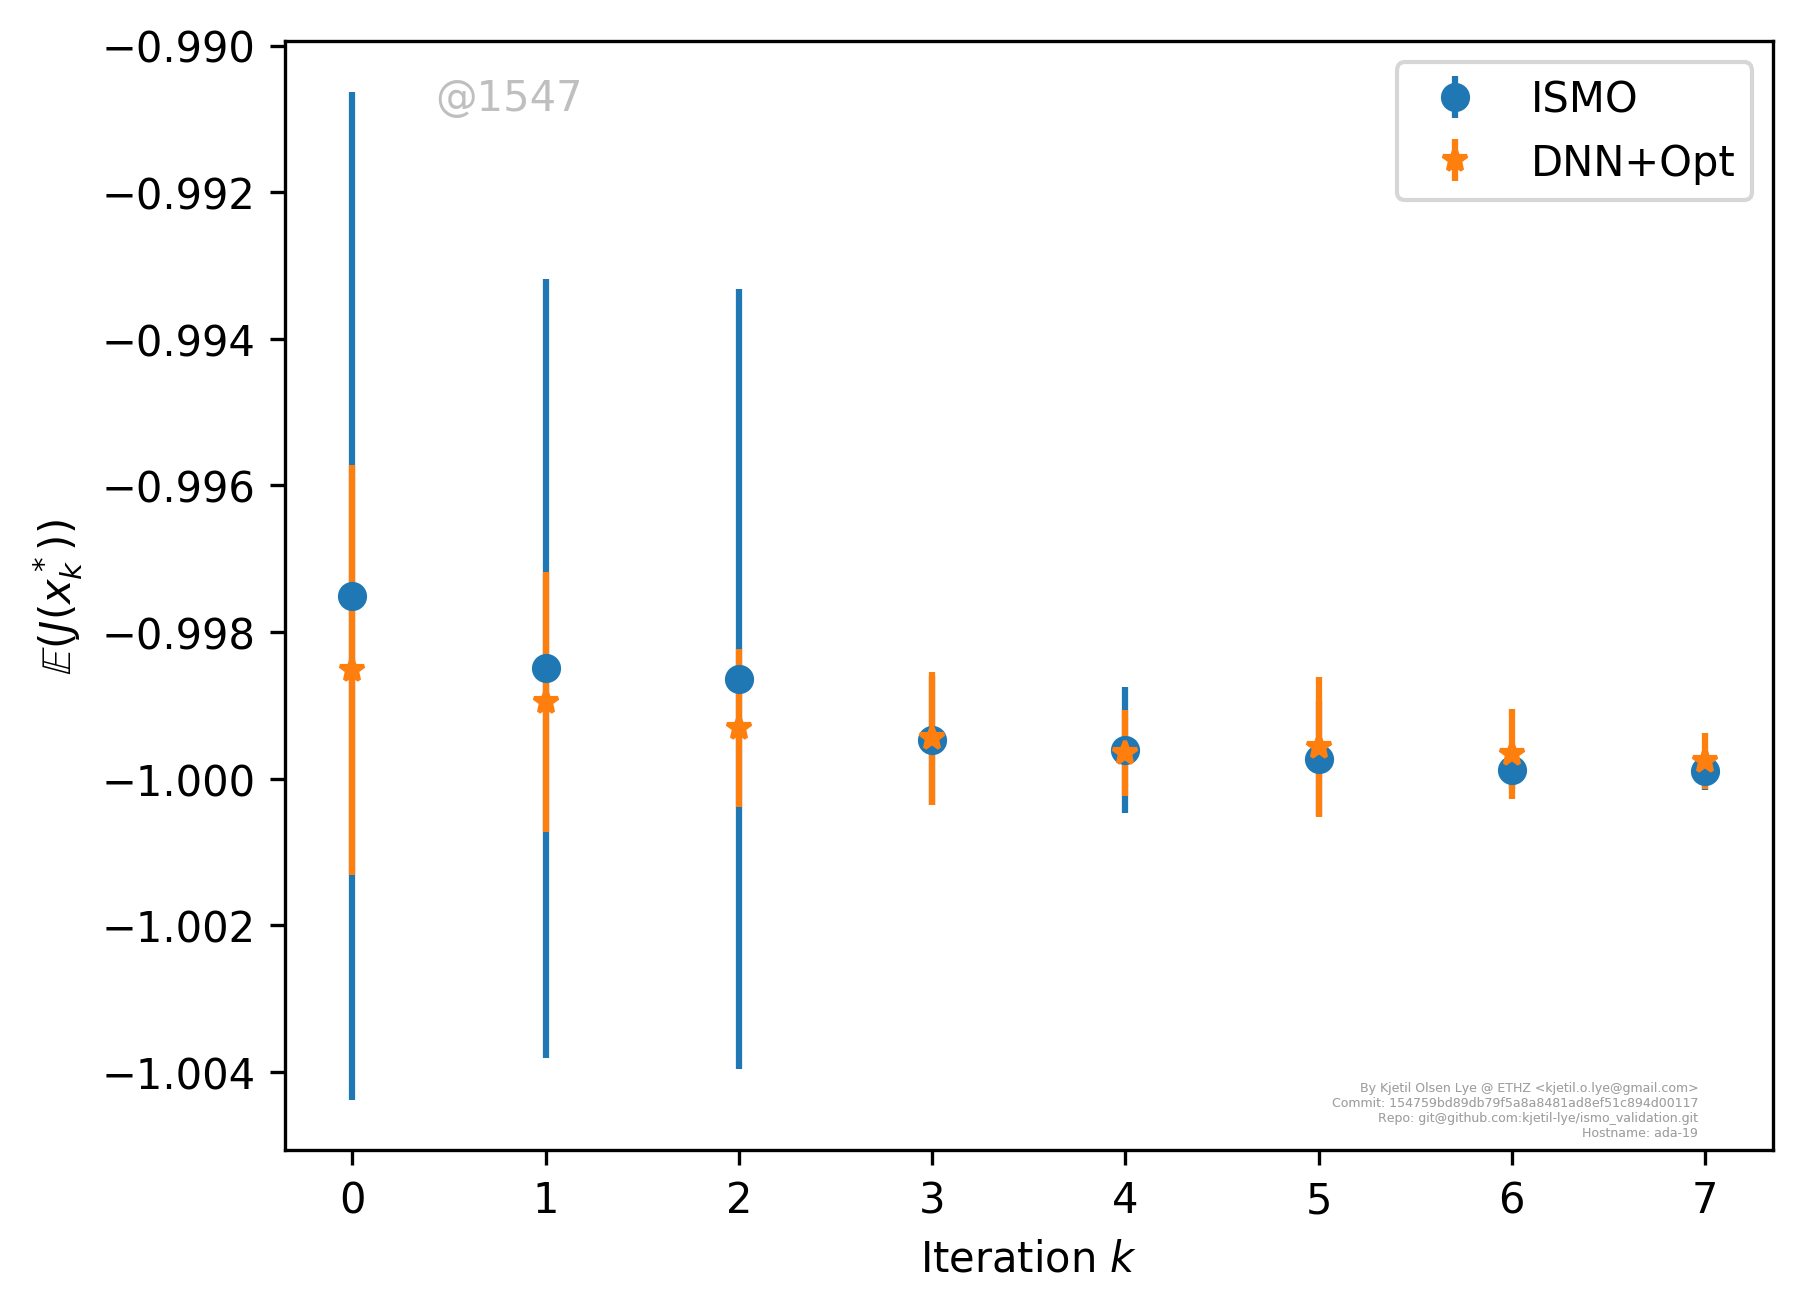 @1547
ISMO
DNN+Opt
−0.990
−0.992
−0.994
−0.996
−0.998
−1.000
−1.002
−1.004
𝔼(J(x*k))
0 1 2 3 4 5 6 7
Iteration k
By Kjetil Olsen Lye @ ETHZ <kjetil.o.lye@gmail.com>
Commit: 154759bd89db79f5a8a8481ad8ef51c894d00117
Repo: git@github.com:kjetil-lye/ismo_validation.git
Hostname: ada-19